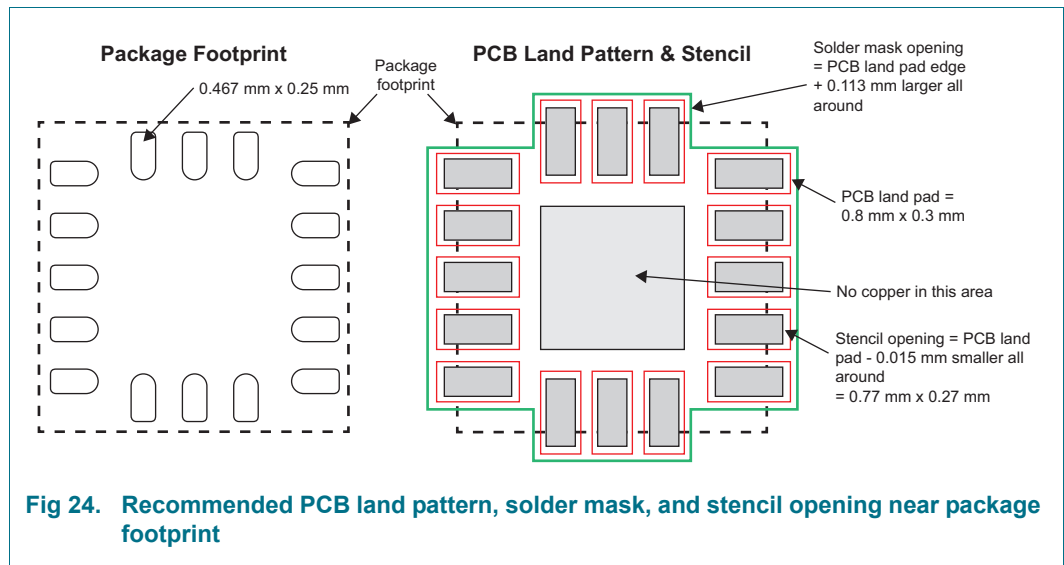 Package Footprint
0.467 mm x 0.25 mm
Package
footprint
PCB Land Pattern & Stencil
Solder mask opening
= PCB land pad edge
+ 0.113 mm larger all
around
PCB land pad =
0.8 mm x 0.3 mm
No copper in this area
Stencil opening = PCB land
pad - 0.015 mm smaller all
around
= 0.77 mm x 0.27 mm
Fig 24. Recommended PCB land pattern, solder mask, and stencil opening near package
footprint